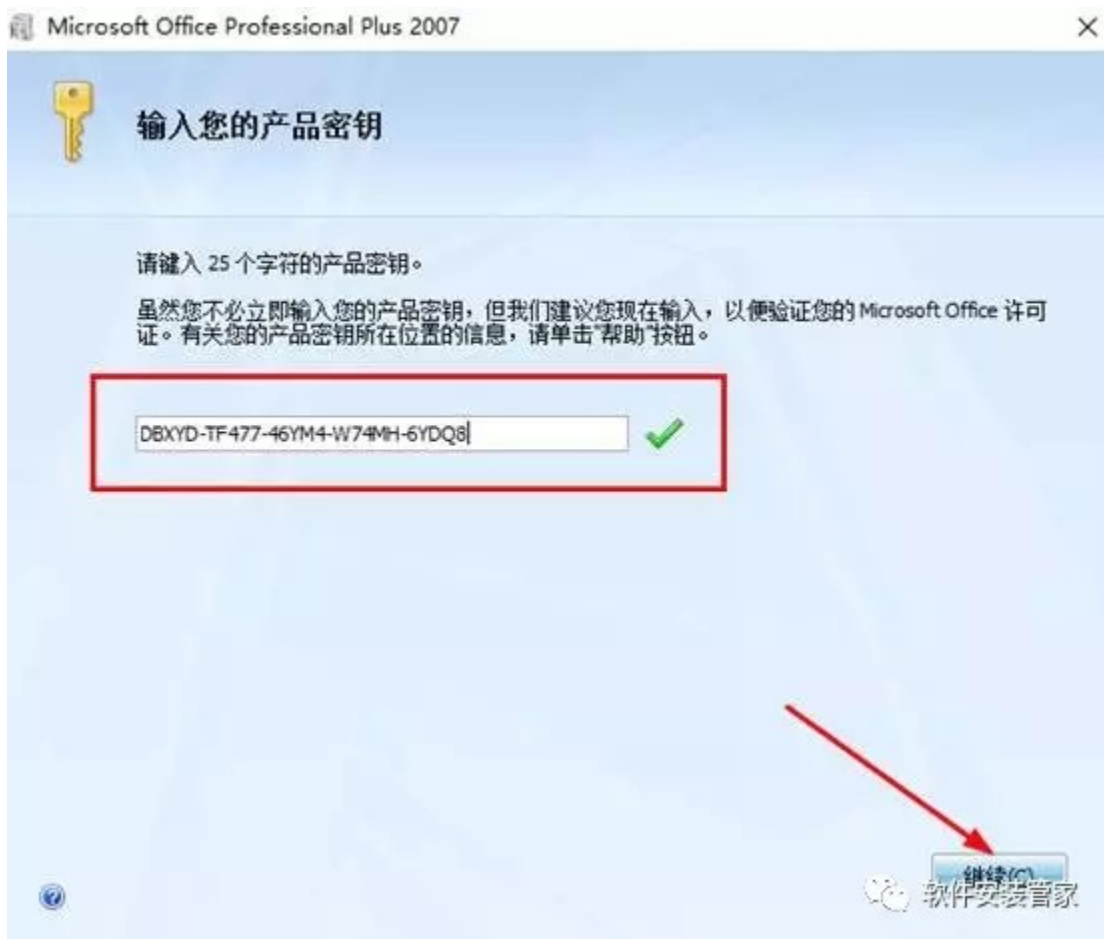 Microsoft Office Professional Plus 2007
输入您的产品密钥
请键入 25 个字符的产品密钥。
虽然您不必立即输入您的产品密钥，但我们建议您现在输入，以便验证您的 Microsoft Office 许可
证。有关您的产品密钥所在位置的信息，请单击"帮助"按钮。
DBXYD-TF477-46YM4-W74MH-6YDQ8
继续(C)
软件安装管家